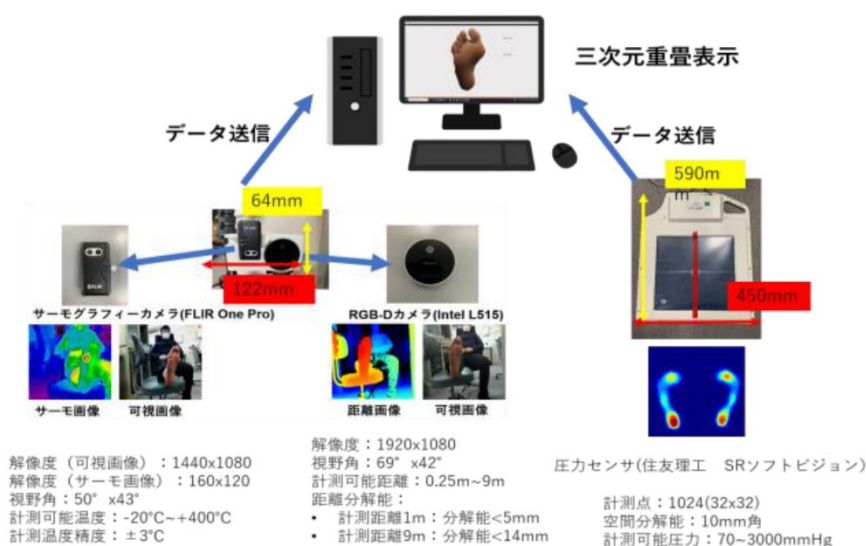 三次元重畳表示
データ送信
データ送信
64mm
590m
m
122mm
450mm
サーモグラフィーカメラ(FLIR One Pro)
RGB-Dカメラ(Intel L515)
サーモ画像
可視画像
距離画像
可視画像
解像度（可視画像）：1440x1080
解像度（サーモ画像）：160x120
視野角：50° x43°
計測可能温度：-20℃~+400℃
計測温度精度：±3℃
解像度：1920x1080
視野角：69° x42°
計測可能距離：0.25m~9m
距離分解能：
• 計測距離1m：分解能<5mm
• 計測距離9m：分解能<14mm
圧力センサ(住友理工　SRソフトビジョン)
計測点：1024(32x32)
空間分解能：10mm角
計測可能圧力：70~3000mmHg